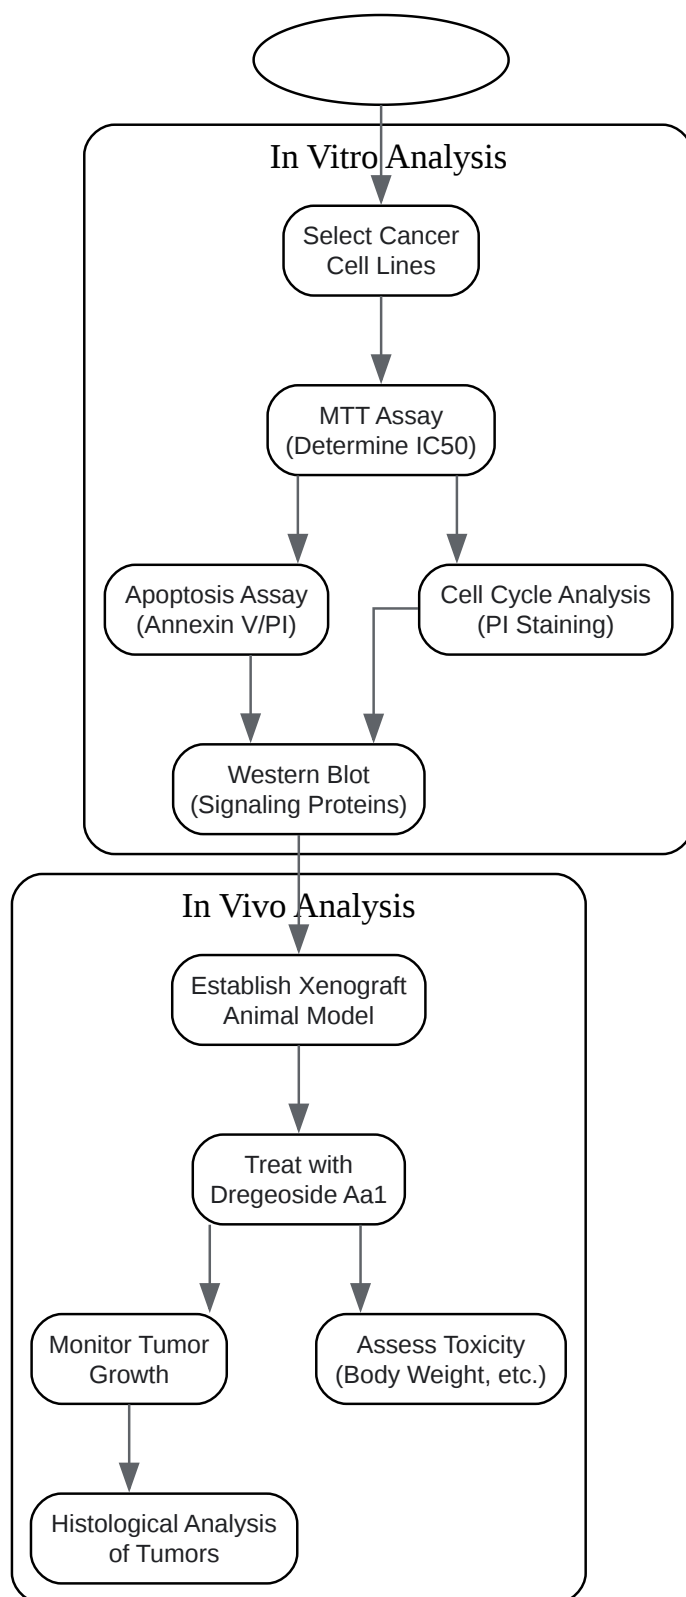 In Vitro Analysis
Select Cancer
Cell Lines
MTT Assay
(Determine IC50)
Apoptosis Assay
(Annexin V/PI)
Cell Cycle Analysis
(PI Staining)
Western Blot
(Signaling Proteins)
In Vivo Analysis
Establish Xenograft
Animal Model
Treat with
Dregeoside Aa1
Monitor Tumor
Growth
Assess Toxicity
(Body Weight, etc.)
Histological Analysis
of Tumors